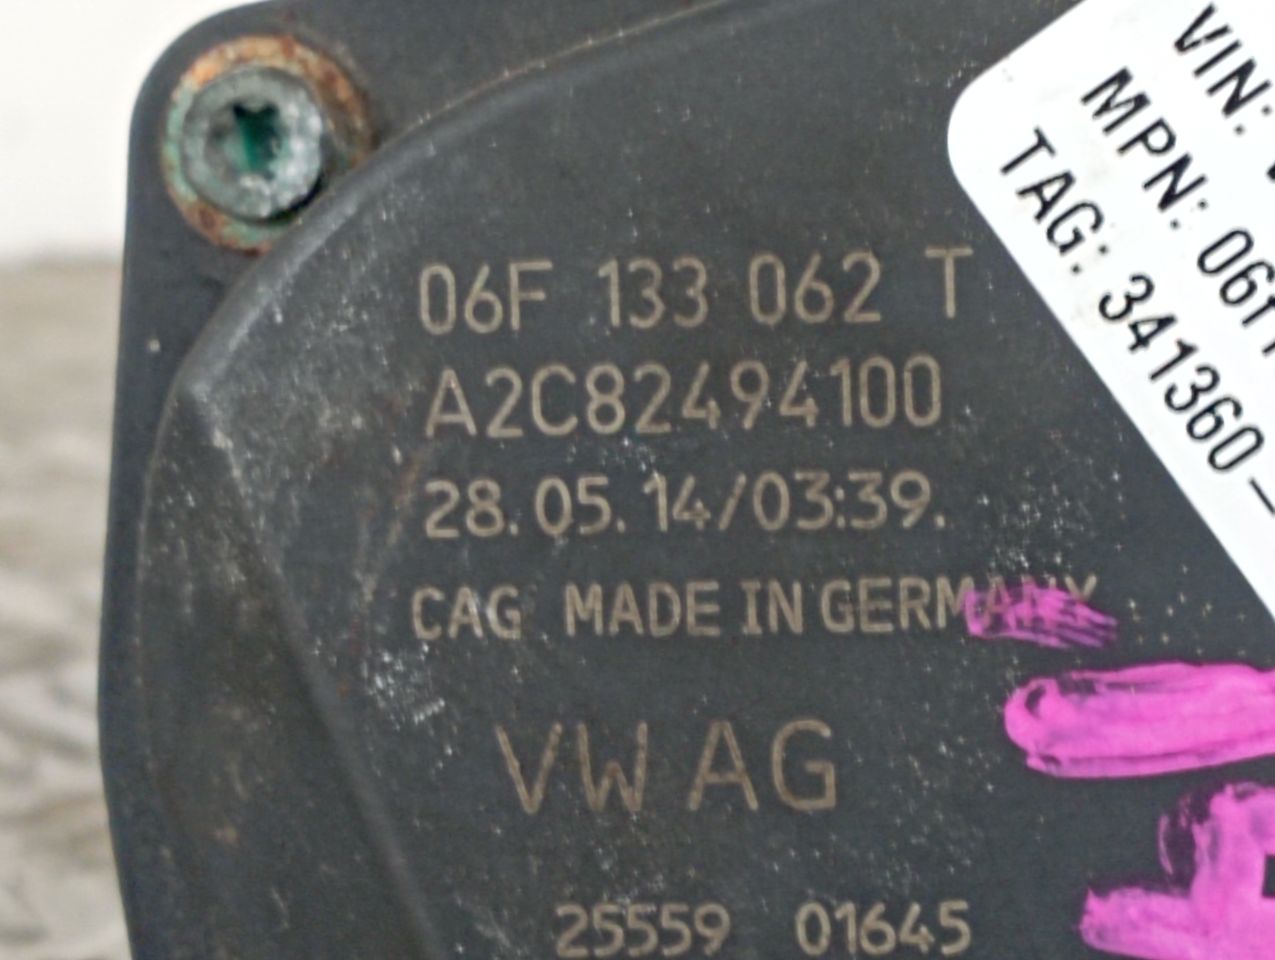 06F 133 062 T
A2C82494100
28.05.14/03:39.
CAG MADE IN GERMANY
VW AG
25559 01645
VIN:
MPN: 06F
TAG: 341360-